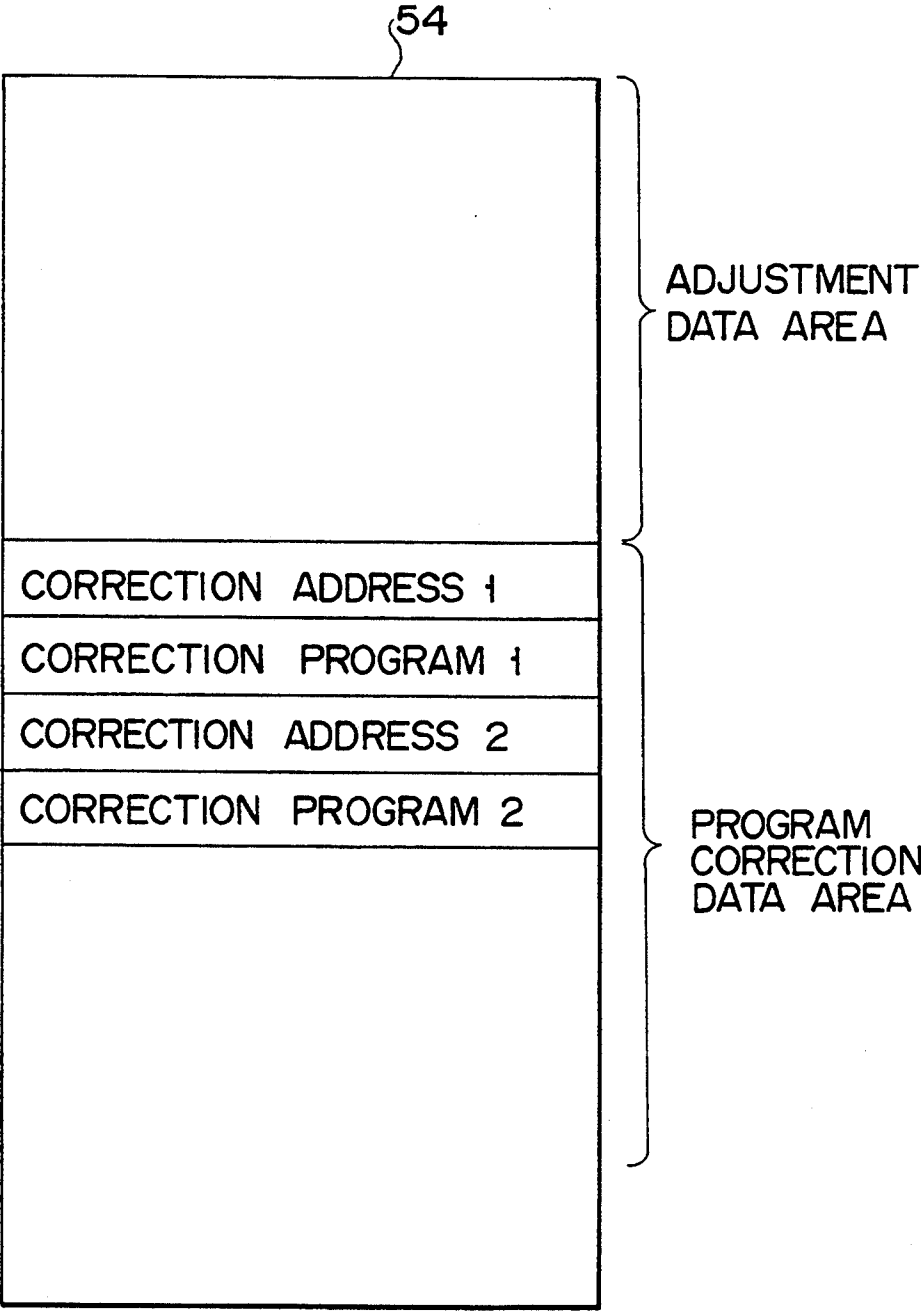 54
ADJUSTMENT
DATA AREA
CORRECTION ADDRESS 1
CORRECTION PROGRAM 1
CORRECTION ADDRESS 2
CORRECTION PROGRAM 2
PROGRAM
CORRECTION
DATA AREA